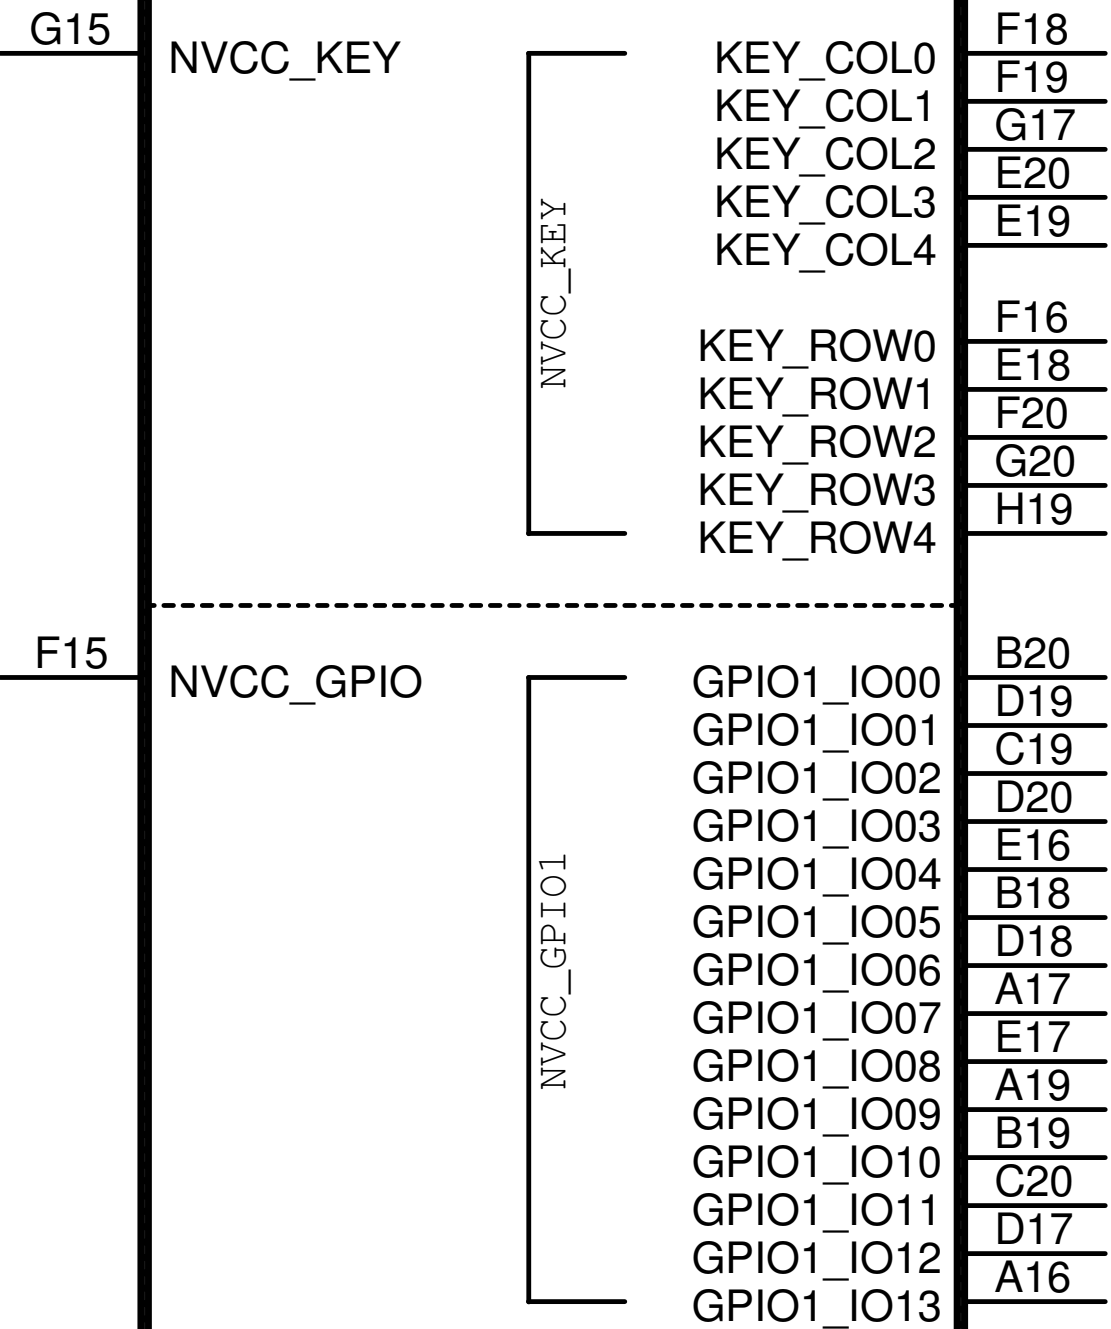 G15 NVCC_KEY KEY_COL0 F18
KEY_COL1 F19
KEY_COL2 G17
KEY_COL3 E20
KEY_COL4 E19
NVCC_KEY
KEY_ROW0 F16
KEY_ROW1 E18
KEY_ROW2 F20
KEY_ROW3 G20
KEY_ROW4 H19
F15 NVCC_GPIO GPIO1_IO00 B20
GPIO1_IO01 D19
GPIO1_IO02 C19
GPIO1_IO03 D20
GPIO1_IO04 E16
GPIO1_IO05 B18
GPIO1_IO06 D18
NVCC_GPIO1
GPIO1_IO07 A17
GPIO1_IO08 E17
GPIO1_IO09 A19
GPIO1_IO10 B19
GPIO1_IO11 C20
GPIO1_IO12 D17
GPIO1_IO13 A16